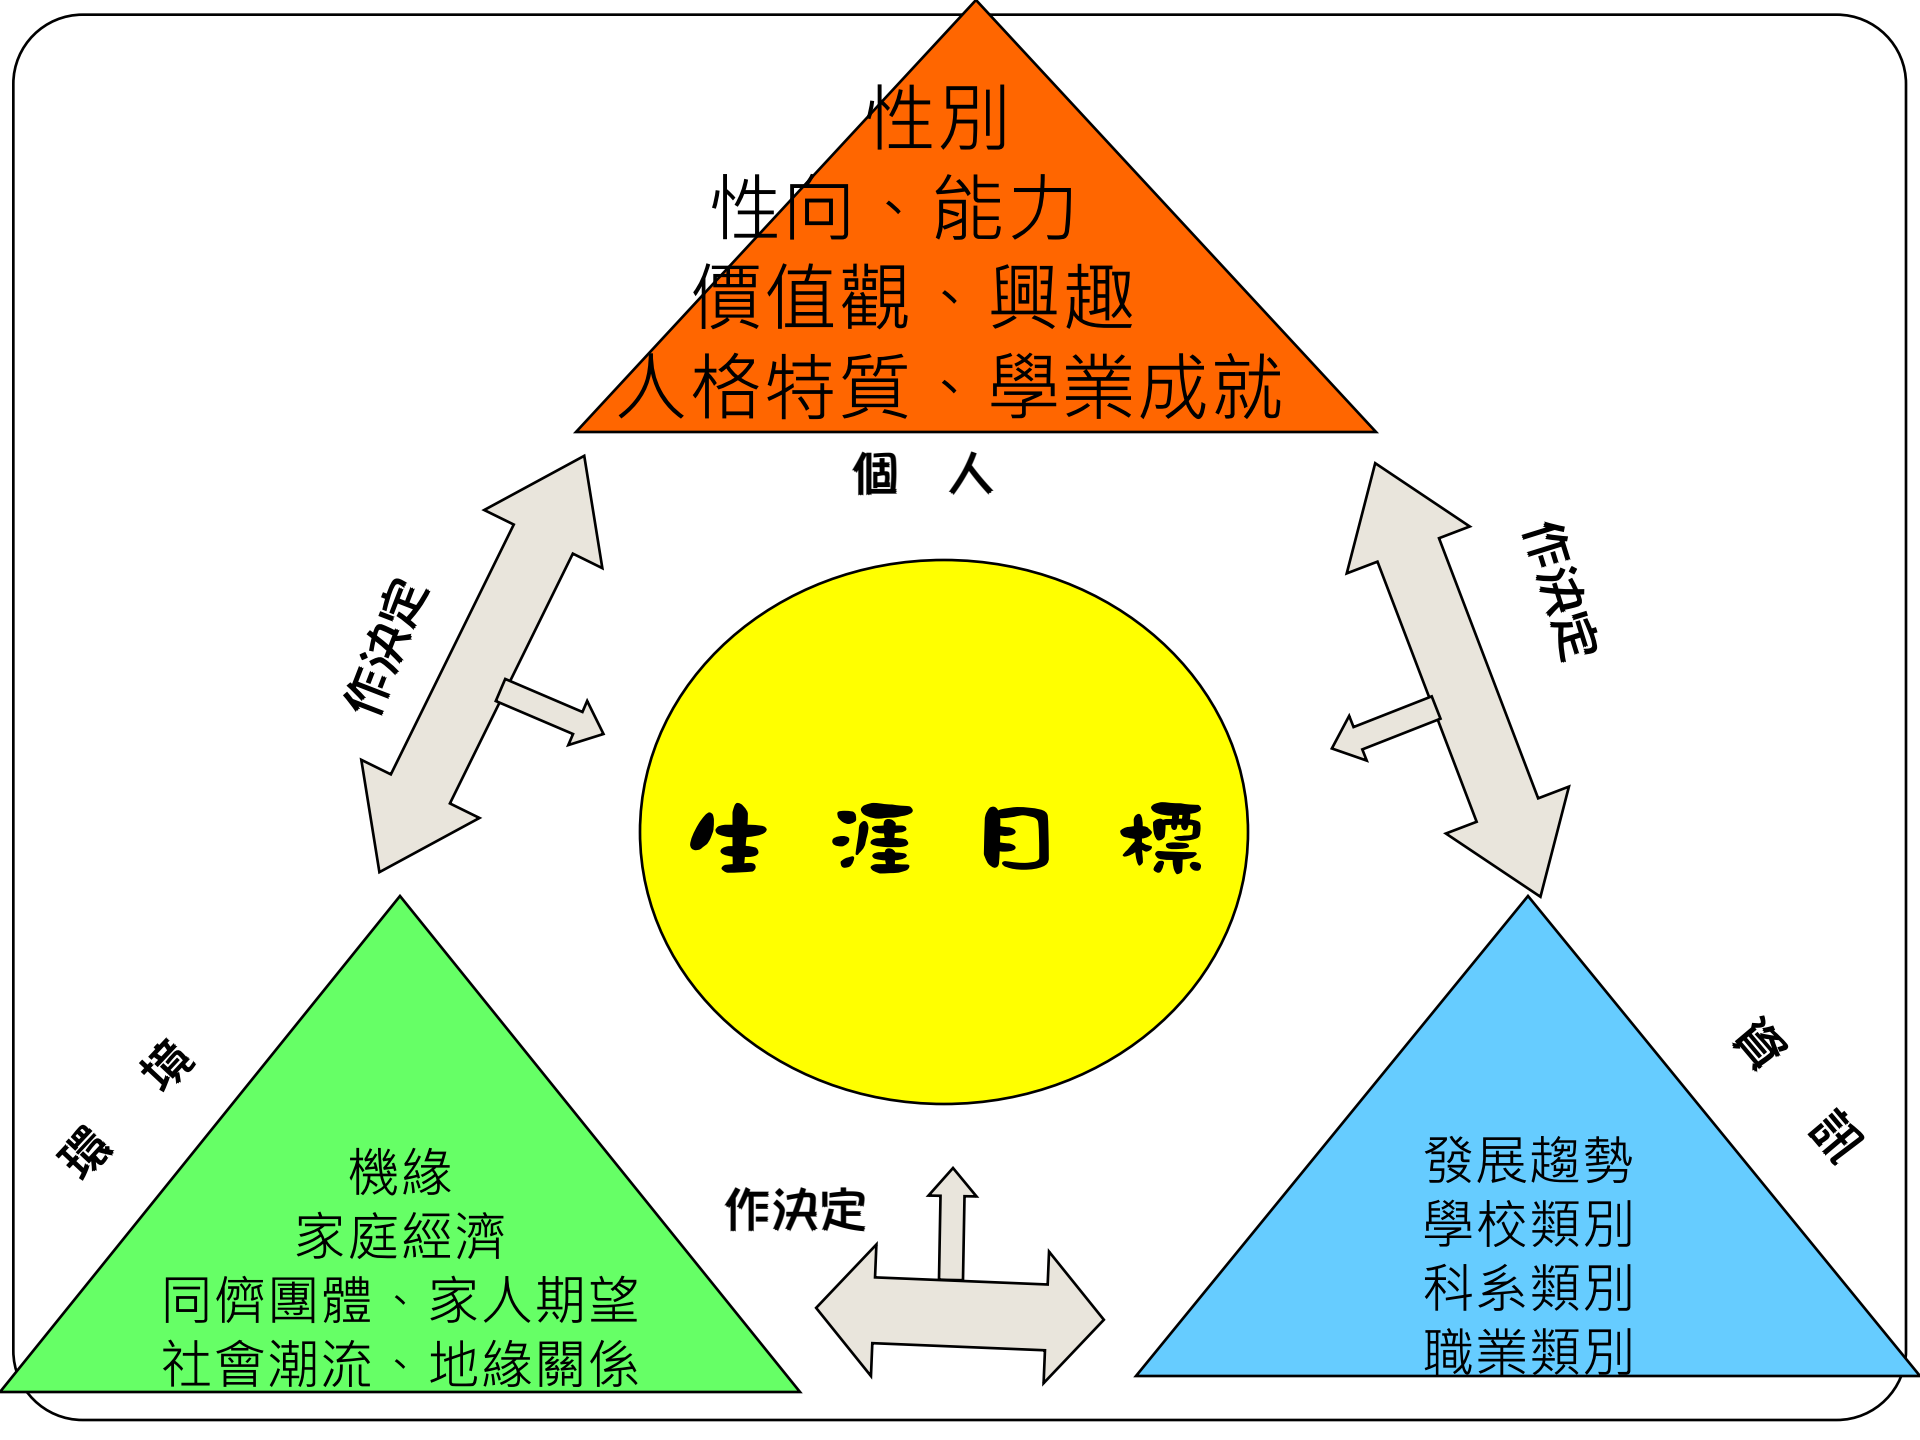 性別
性向、能力
價值觀、興趣
人格特質、學業成就
個 人
作決定
作決定
生 涯 目 標
環 境
資 訊
機緣
家庭經濟
同儕團體、家人期望
社會潮流、地緣關係
作決定
發展趨勢
學校類別
科系類別
職業類別